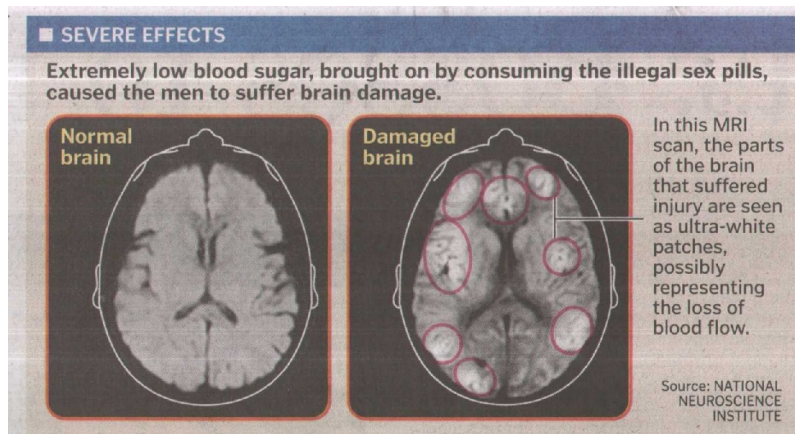 ■ SEVERE EFFECTS
Extremely low blood sugar, brought on by consuming the illegal sex pills,
caused the men to suffer brain damage.
Normal
brain
Damaged
brain
In this MRI
scan, the parts
of the brain
that suffered
injury are seen
as ultra-white
patches,
possibly
representing
the loss of
blood flow.
Source: NATIONAL
NEUROSCIENCE
INSTITUTE